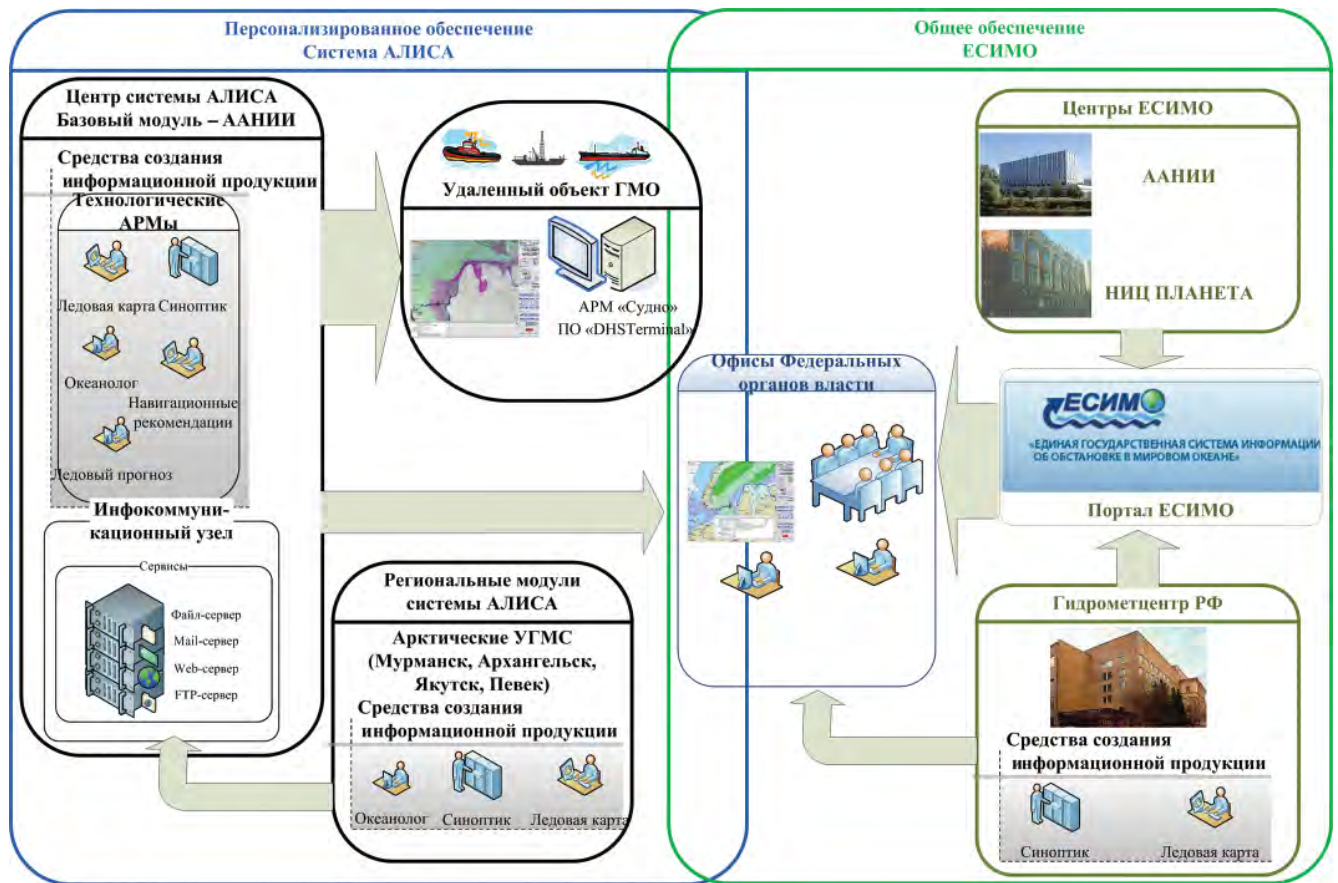 Персонализированное обеспечение
Система АЛИСА
Общее обеспечение
ЕСИМО
Центр системы АЛИСА
Базовый модуль – ААНИИ
Средства создания
информационной продукции
Технологические
АРМы
Ледовая карта
Синоптик
Океанолог
Навигационные
рекомендации
Ледовый прогноз
Инфокоммуни-
кационный узел
Сервисы
Файл-сервер
Mail-сервер
Web-сервер
FTP-сервер
Удаленный объект ГМО
АРМ «Судно»
ПО «DHSTerminal»
Региональные модули
системы АЛИСА
Арктические УГМС
(Мурманск, Архангельск,
Якутск, Певек)
Средства создания
информационной продукции
Океанолог
Синоптик
Ледовая карта
Офисы Федеральных
органов власти
Центры ЕСИМО
ААНИИ
НИЦ ПЛАНЕТА
ЕСИМО
«ЕДИНАЯ ГОСУДАРСТВЕННАЯ СИСТЕМА ИНФОРМАЦИИ
ОБ ОБСТАНОВКЕ В МИРОВОМ ОКЕАНЕ»
Портал ЕСИМО
Гидрометцентр РФ
Средства создания
информационной продукции
Синоптик
Ледовая карта